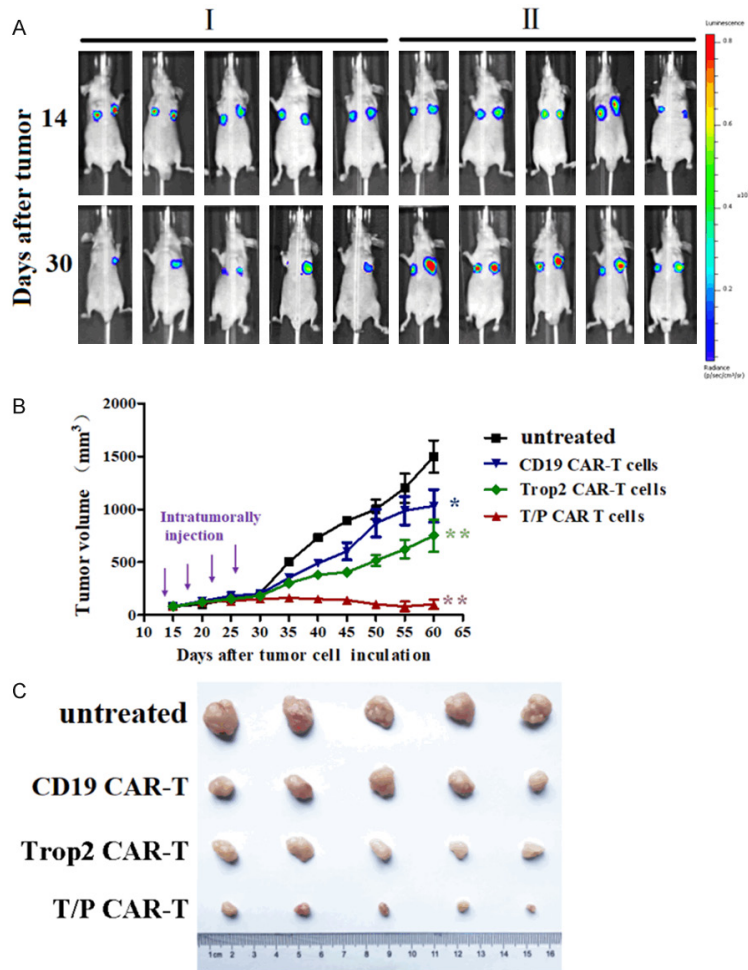 A
I
II
Days after tumor
14
30
Luminescence
0.8
0.6
0.4
0.2
x10
Radiance
(p/sec/cm²/sr)
B
Tumor volume (mm³)
2000
1500
1000
500
0
10 15 20 25 30 35 40 45 50 55 60 65
Days after tumor cell inculation
Intratumorally
injection
untreated
CD19 CAR-T cells
Trop2 CAR-T cells
T/P CAR T cells
*
**
**
C
untreated
CD19 CAR-T
Trop2 CAR-T
T/P CAR-T
1cm 2 3 4 5 6 7 8 9 10 11 12 13 14 15 16